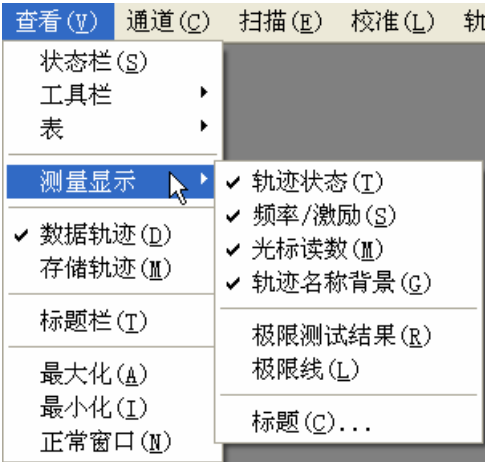 查看(V) 通道(C) 扫描(E) 校准(L) 轨
状态栏(S)
工具栏
表
测量显示
数据轨迹(D)
存储轨迹(M)
标题栏(T)
最大化(A)
最小化(I)
正常窗口(N)
轨迹状态(T)
频率/激励(S)
光标读数(M)
轨迹名称背景(G)
极限测试结果(R)
极限线(L)
标题(C)...